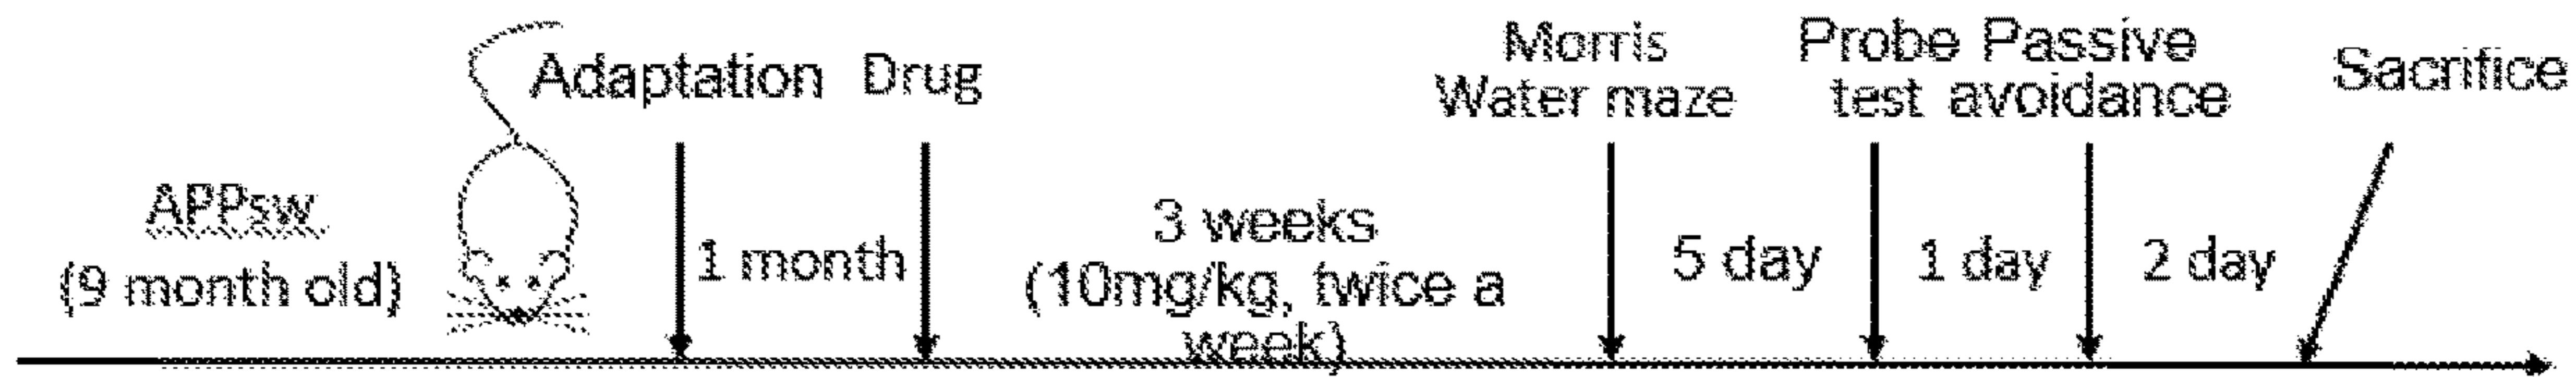 APPsw
(9 month old)
Adaptation
1 month
Drug
3 weeks
(10mg/kg, twice a
week)
Morris
Water maze
5 day
Probe
test
1 day
Passive
avoidance
2 day
Sacrifice